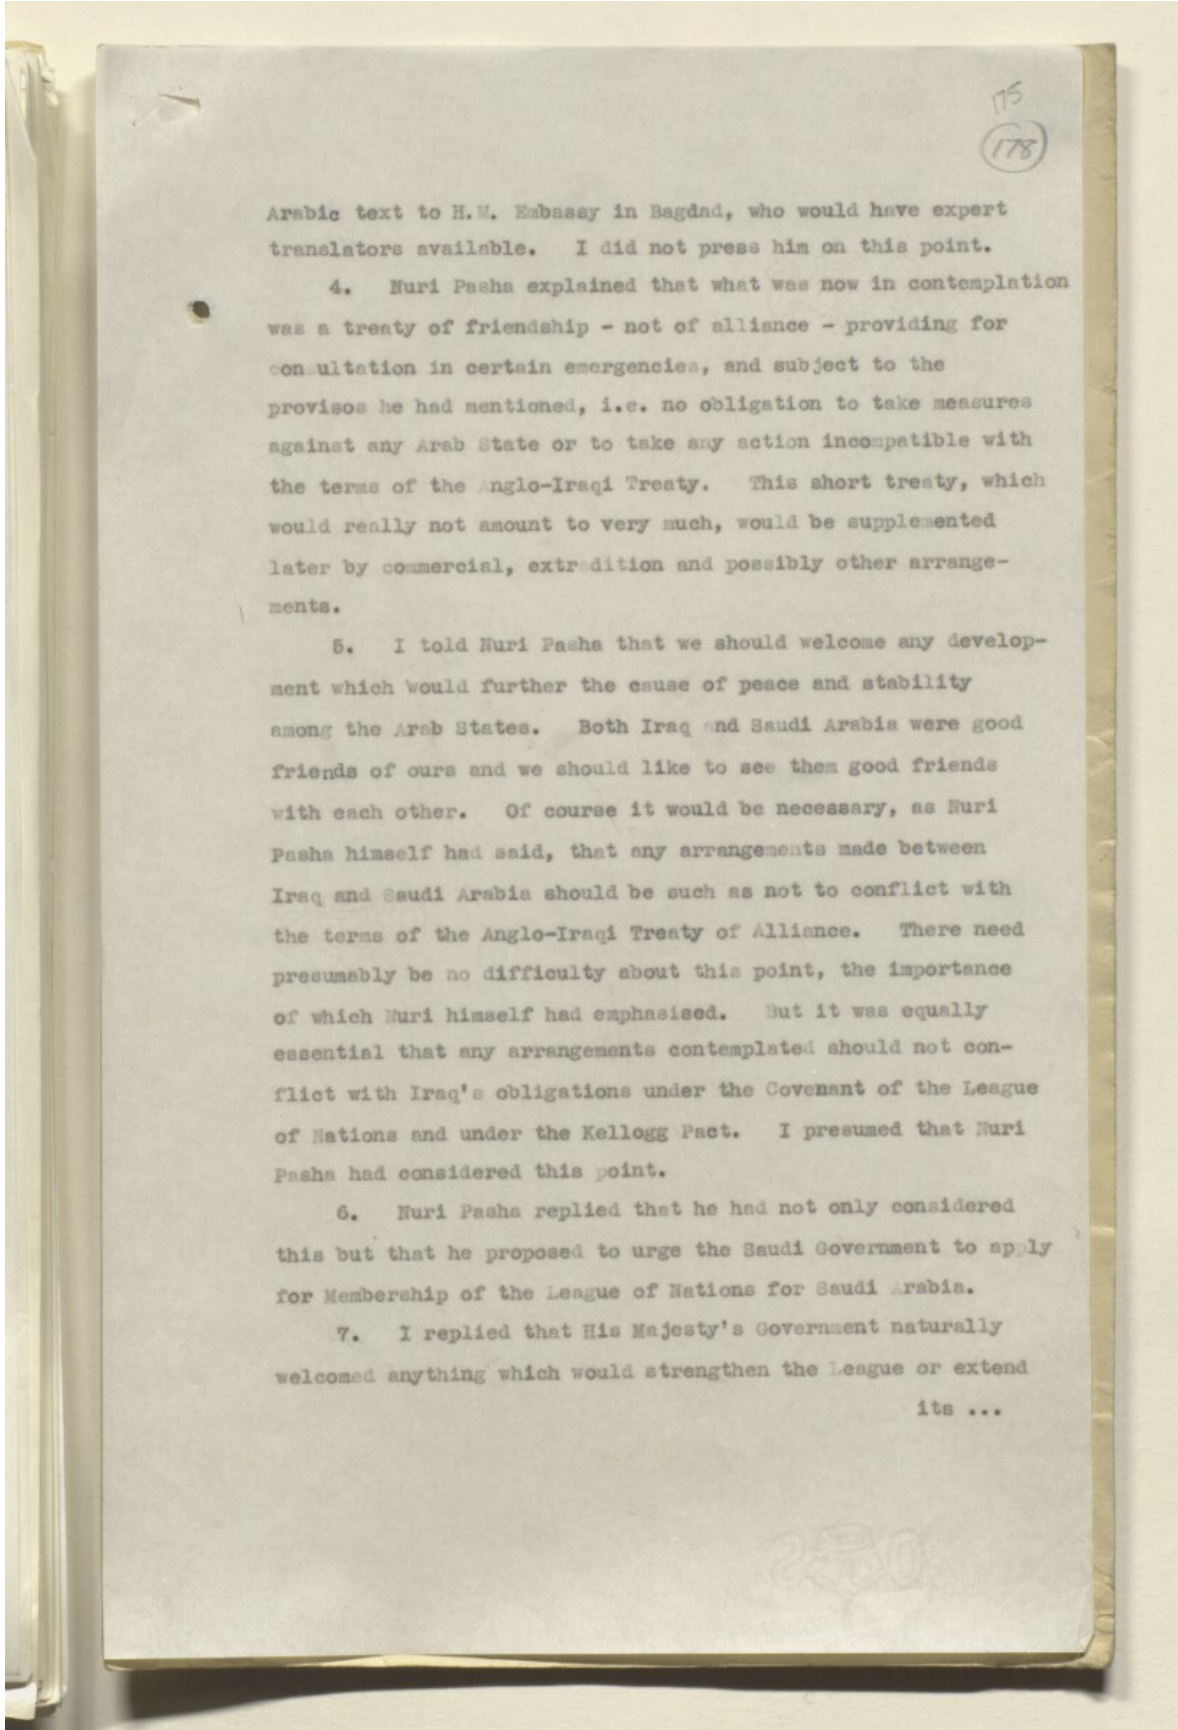 175
178
Arabic text to H.M. Embassy in Bagdad, who would have expert
translators available. I did not press him on this point.
4. Nuri Pasha explained that what was now in contemplation
was a treaty of friendship - not of alliance - providing for
consultation in certain emergencies, and subject to the
provisos he had mentioned, i.e. no obligation to take measures
against any Arab State or to take any action incompatible with
the terms of the Anglo-Iraqi Treaty. This short treaty, which
would really not amount to very much, would be supplemented
later by commercial, extradition and possibly other arrange-
ments.
5. I told Nuri Pasha that we should welcome any develop-
ment which would further the cause of peace and stability
among the Arab States. Both Iraq and Saudi Arabia were good
friends of ours and we should like to see them good friends
with each other. Of course it would be necessary, as Nuri
Pasha himself had said, that any arrangements made between
Iraq and Saudi Arabia should be such as not to conflict with
the terms of the Anglo-Iraqi Treaty of Alliance. There need
presumably be no difficulty about this point, the importance
of which Nuri himself had emphasised. But it was equally
essential that any arrangements contemplated should not con-
flict with Iraq's obligations under the Covenant of the League
of Nations and under the Kellogg Pact. I presumed that Nuri
Pasha had considered this point.
6. Nuri Pasha replied that he had not only considered
this but that he proposed to urge the Saudi Government to apply
for Membership of the League of Nations for Saudi Arabia.
7. I replied that His Majesty's Government naturally
welcomed anything which would strengthen the League or extend
its ...